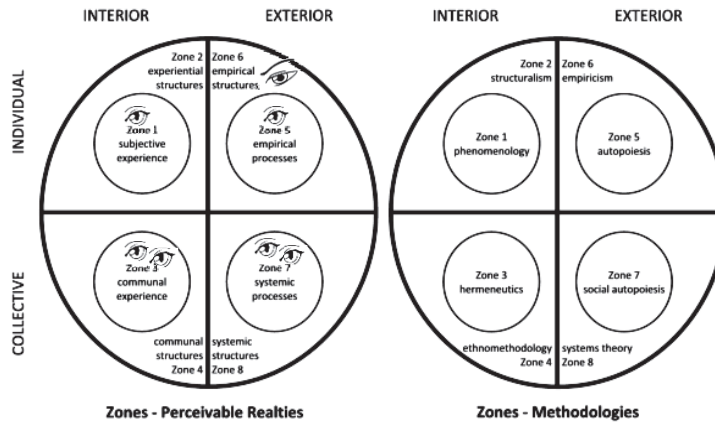 INTERIOR
EXTERIOR
INTERIOR
EXTERIOR
INDIVIDUAL
COLLECTIVE
Zone 2
experiential
structures
Zone 6
empirical
structures
Zone 1
subjective
experience
Zone 5
empirical
processes
Zone 3
communal
experience
Zone 7
systemic
processes
communal
structures
Zone 4
systemic
structures
Zone 8
Zones - Perceivable Realties
Zone 2
structuralism
Zone 6
empiricism
Zone 1
phenomenology
Zone 5
autopoiesis
Zone 3
hermeneutics
Zone 7
social autopoiesis
ethnomethodology
Zone 4
systems theory
Zone 8
Zones - Methodologies